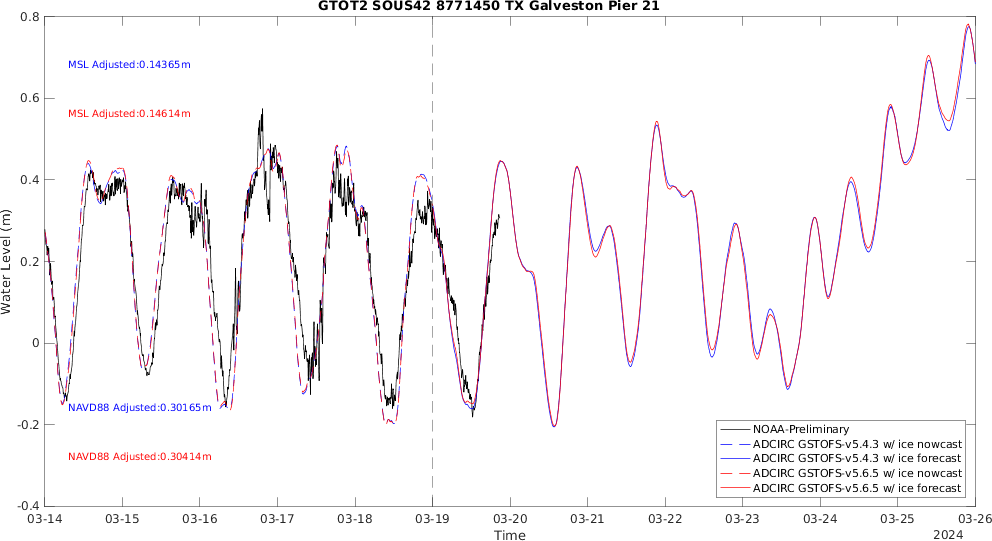 GTOT2 SOUS42 8771450 TX Galveston Pier 21
0.8
0.6
0.4
0.2
0
-0.2
-0.4
Water Level (m)
MSL Adjusted:0.14365m
MSL Adjusted:0.14614m
NAVD88 Adjusted:0.30165m
NAVD88 Adjusted:0.30414m
NOAA-Preliminary
ADCIRC GSTOFS-v5.4.3 w/ ice nowcast
ADCIRC GSTOFS-v5.4.3 w/ ice forecast
ADCIRC GSTOFS-v5.6.5 w/ ice nowcast
ADCIRC GSTOFS-v5.6.5 w/ ice forecast
03-14 03-15 03-16 03-17 03-18 03-19 03-20 03-21 03-22 03-23 03-24 03-25 03-26
Time
2024